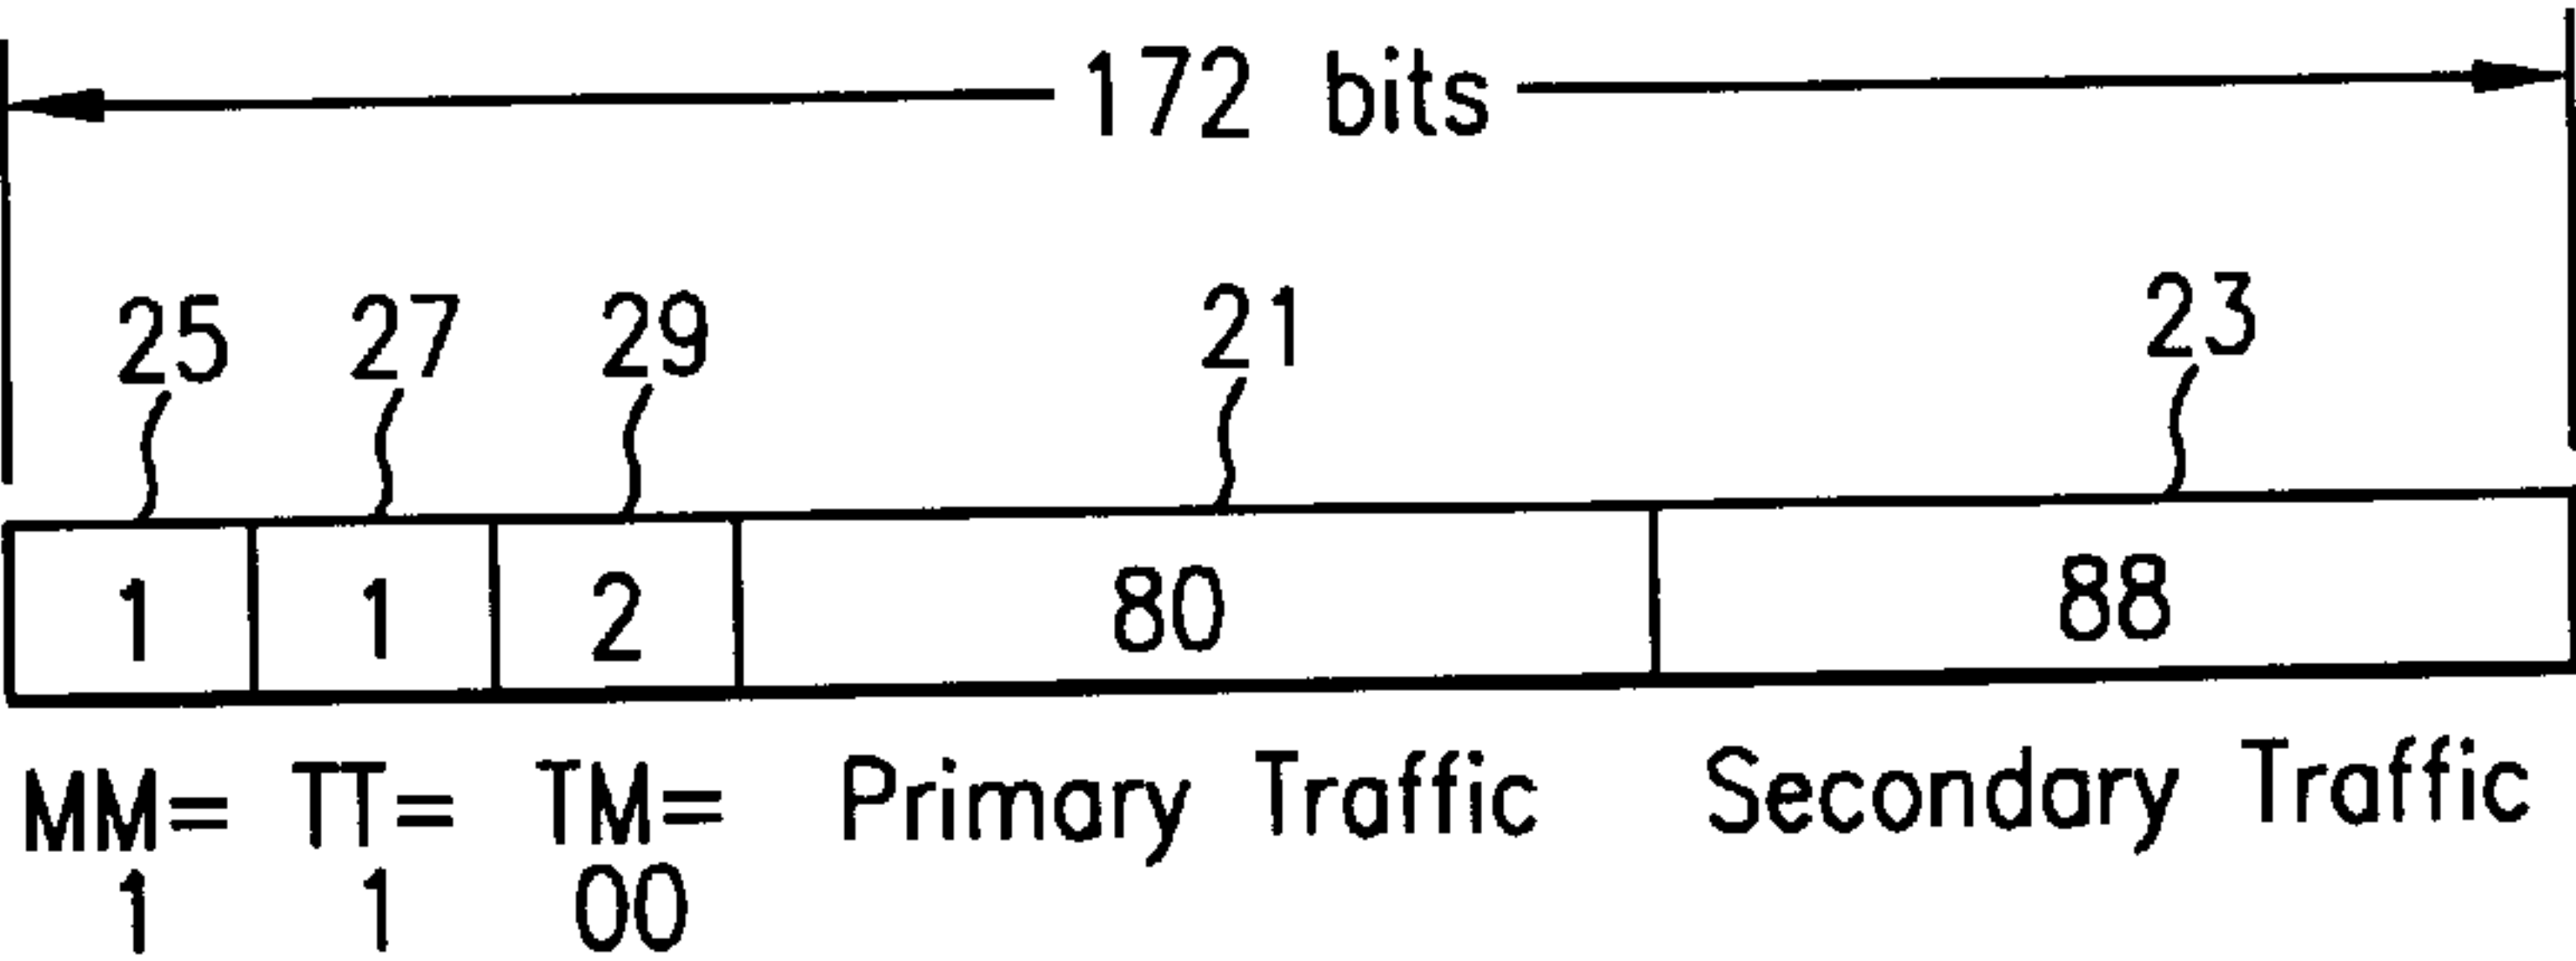 172 bits
25 27 29 21 23
1 1 2 80 88
MM= TT= TM= Primary Traffic Secondary Traffic
1 1 00